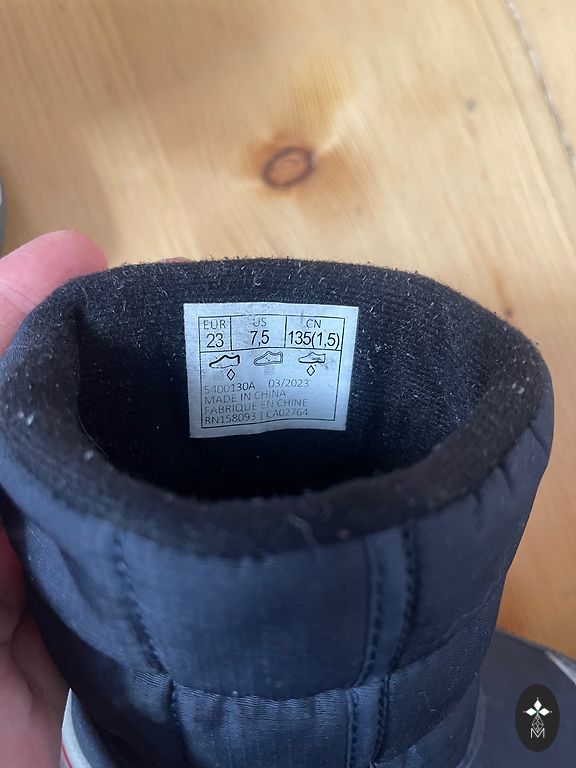 EUR US CN
23 7,5 135(1,5)
5400130A 03/2023
MADE IN CHINA
FABRIQUE EN CHINE
RN158093 | CA02764
M